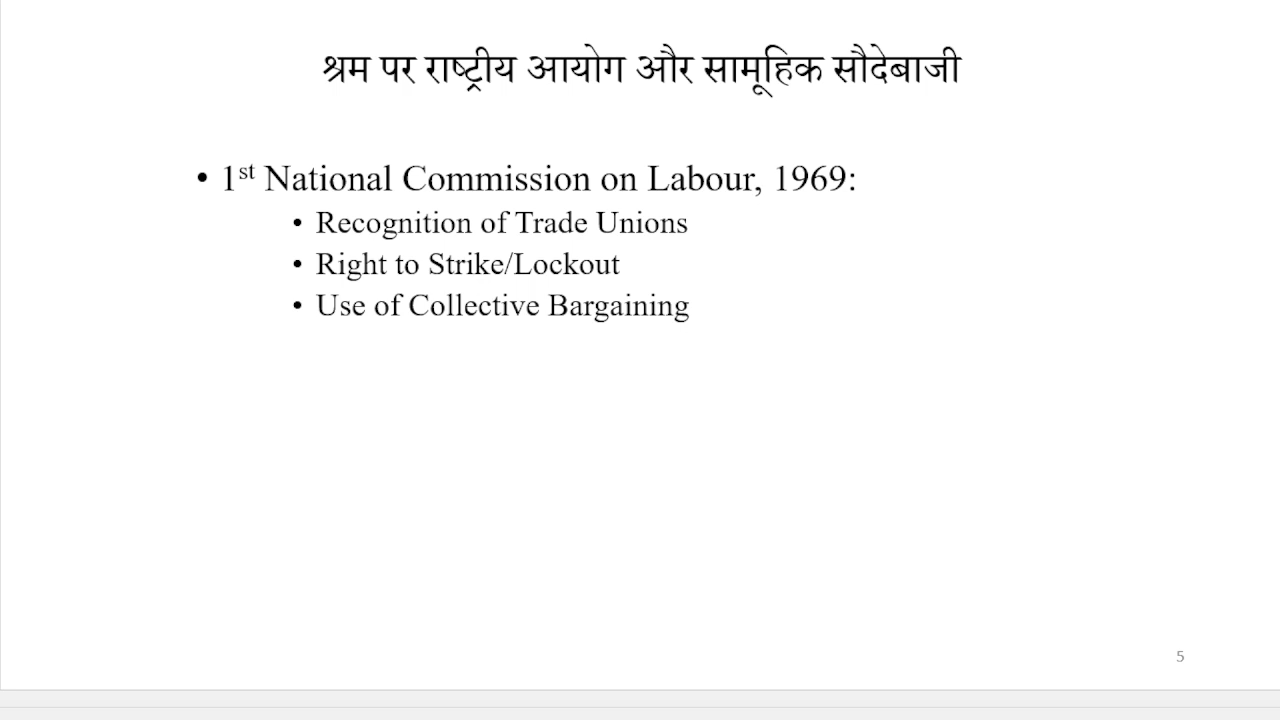 श्रम पर राष्ट्रीय आयोग और सामूहिक सौदेबाजी
• 1st National Commission on Labour, 1969:
• Recognition of Trade Unions
• Right to Strike/Lockout
• Use of Collective Bargaining
5